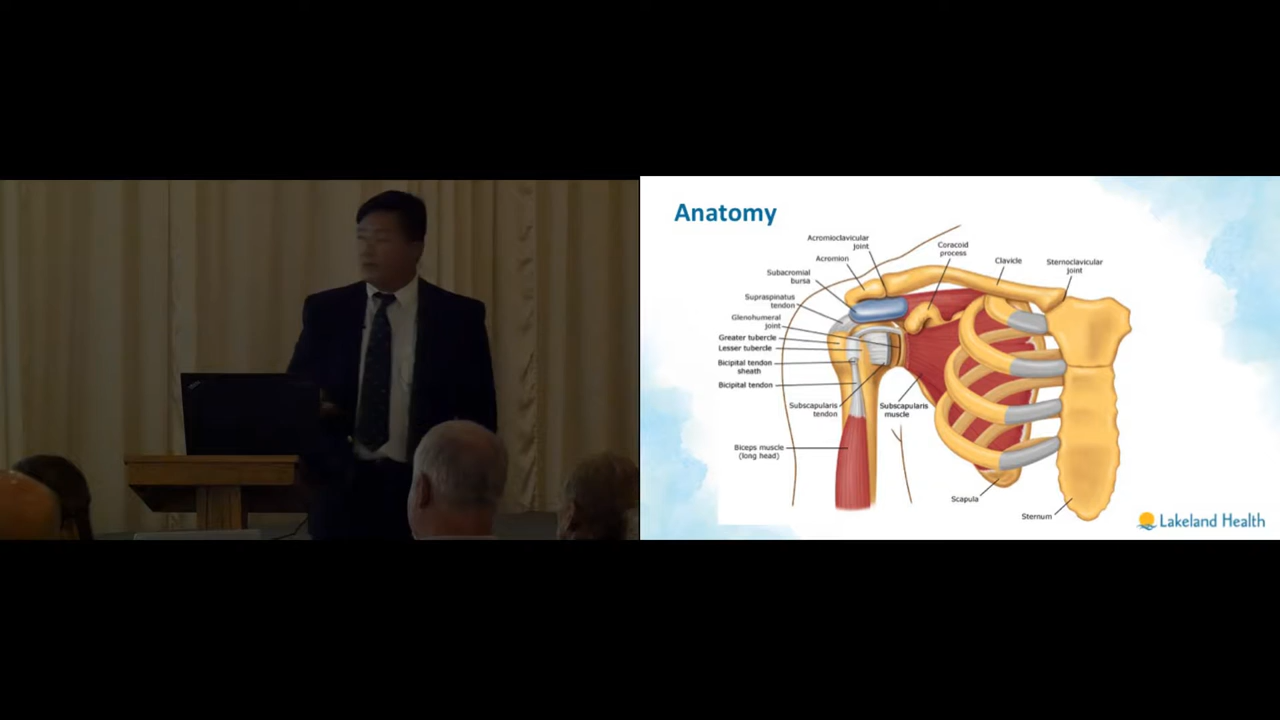 Anatomy
Acromioclavicular
joint
Acromion
Subacromial
bursa
Supraspinatus
tendon
Glenohumeral
joint
Greater tubercle
Lesser tubercle
Bicipital tendon
sheath
Bicipital tendon
Subscapularis
tendon
Biceps muscle
(long head)
Coracoid
process
Clavicle
Sternoclavicular
joint
Subscapularis
muscle
Scapula
Sternum
Lakeland Health